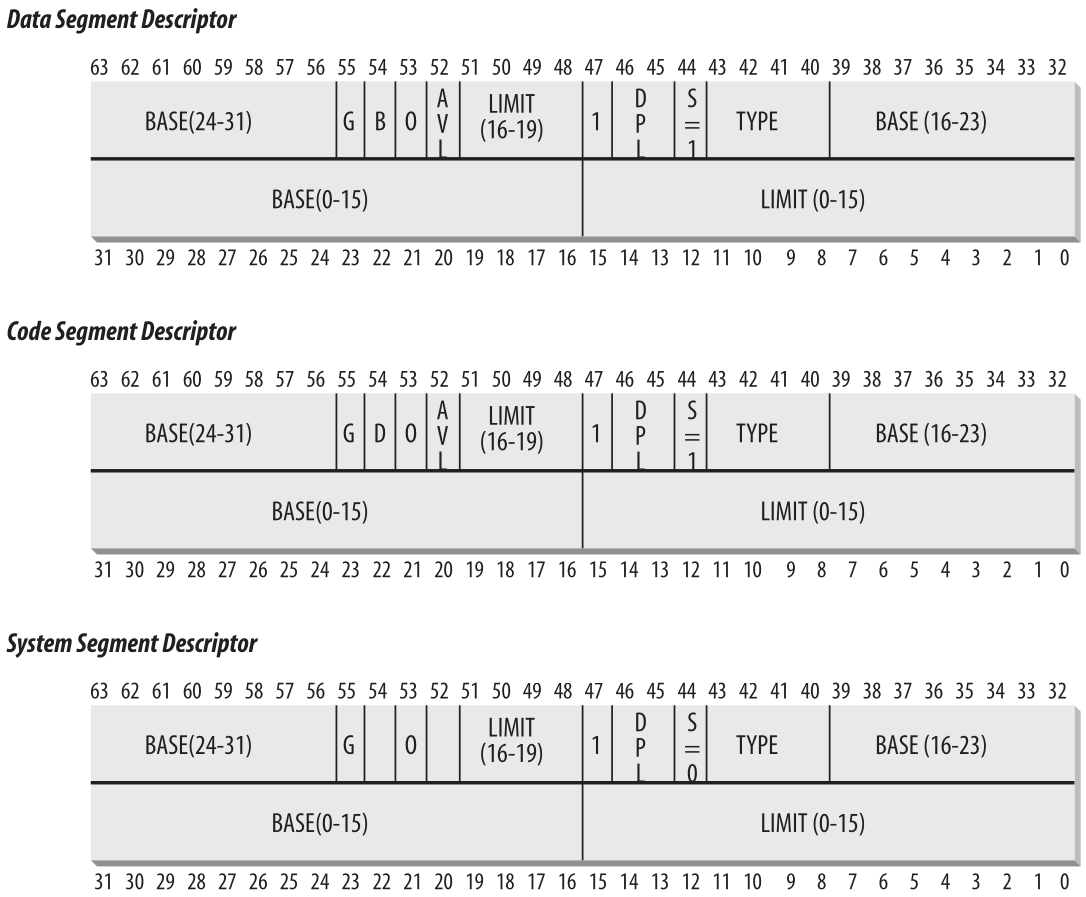 Data Segment Descriptor
63 62 61 60 59 58 57 56 55 54 53 52 51 50 49 48 47 46 45 44 43 42 41 40 39 38 37 36 35 34 33 32
BASE(24-31) G B 0 AVL LIMIT (16-19) 1 DPL S=1 TYPE BASE (16-23)
BASE(0-15) LIMIT (0-15)
31 30 29 28 27 26 25 24 23 22 21 20 19 18 17 16 15 14 13 12 11 10 9 8 7 6 5 4 3 2 1 0
Code Segment Descriptor
63 62 61 60 59 58 57 56 55 54 53 52 51 50 49 48 47 46 45 44 43 42 41 40 39 38 37 36 35 34 33 32
BASE(24-31) G D 0 AVL LIMIT (16-19) 1 DPL S=1 TYPE BASE (16-23)
BASE(0-15) LIMIT (0-15)
31 30 29 28 27 26 25 24 23 22 21 20 19 18 17 16 15 14 13 12 11 10 9 8 7 6 5 4 3 2 1 0
System Segment Descriptor
63 62 61 60 59 58 57 56 55 54 53 52 51 50 49 48 47 46 45 44 43 42 41 40 39 38 37 36 35 34 33 32
BASE(24-31) G 0 LIMIT (16-19) 1 DPL S=0 TYPE BASE (16-23)
BASE(0-15) LIMIT (0-15)
31 30 29 28 27 26 25 24 23 22 21 20 19 18 17 16 15 14 13 12 11 10 9 8 7 6 5 4 3 2 1 0